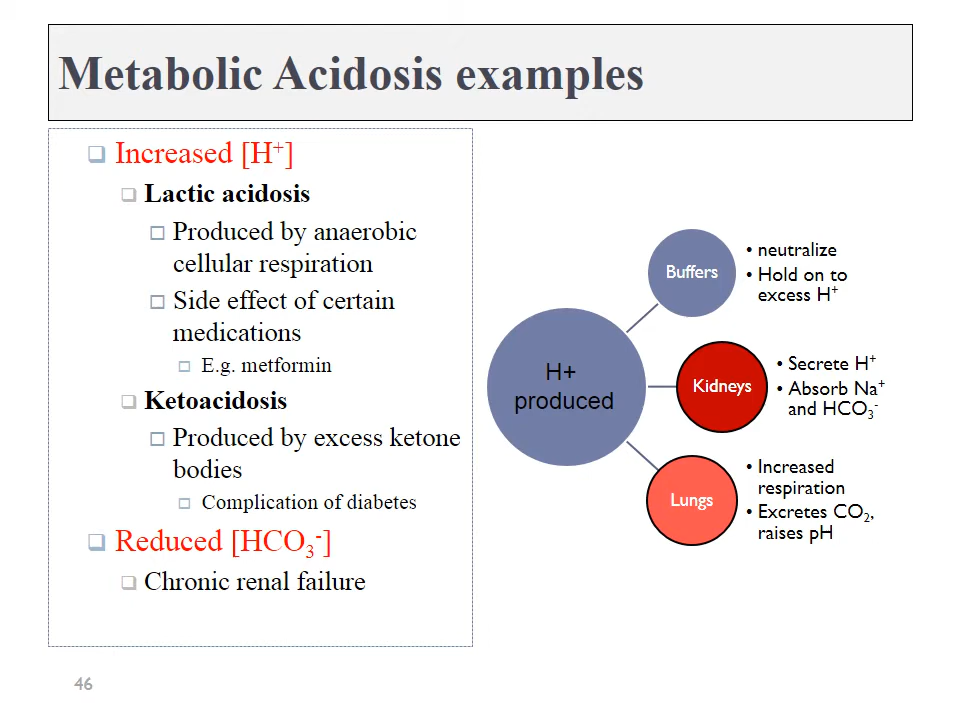 Metabolic Acidosis examples
Increased [H⁺]
Lactic acidosis
Produced by anaerobic
cellular respiration
Side effect of certain
medications
E.g. metformin
Ketoacidosis
Produced by excess ketone
bodies
Complication of diabetes
Reduced [HCO₃⁻]
Chronic renal failure
H+
produced
Buffers
• neutralize
• Hold on to
excess H⁺
Kidneys
• Secrete H⁺
• Absorb Na⁺
and HCO₃⁻
Lungs
• Increased
respiration
• Excretes CO₂,
raises pH
46